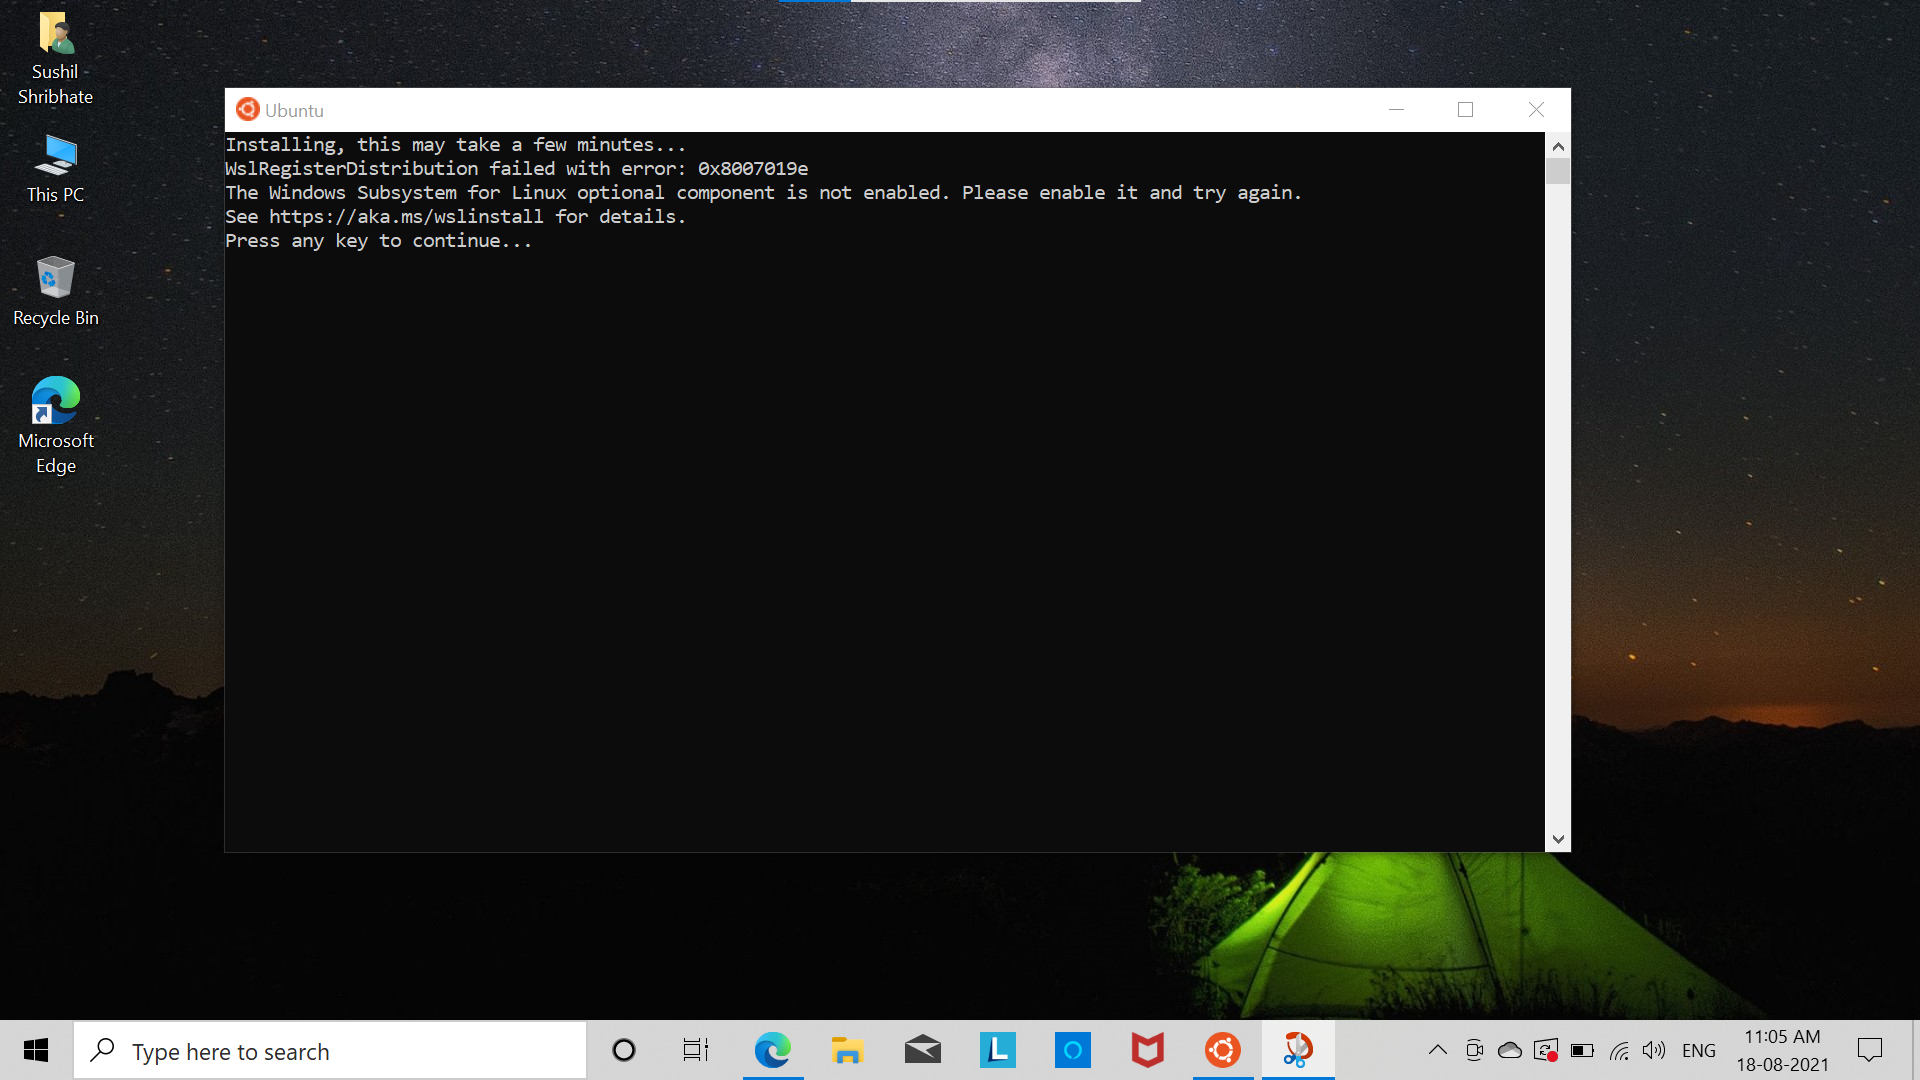 Sushil
Shribhate
This PC
Recycle Bin
Microsoft
Edge
Ubuntu
Installing, this may take a few minutes...
WslRegisterDistribution failed with error: 0x8007019e
The Windows Subsystem for Linux optional component is not enabled. Please enable it and try again.
See https://aka.ms/wslinstall for details.
Press any key to continue...
Type here to search
L
ENG
11:05 AM
18-08-2021